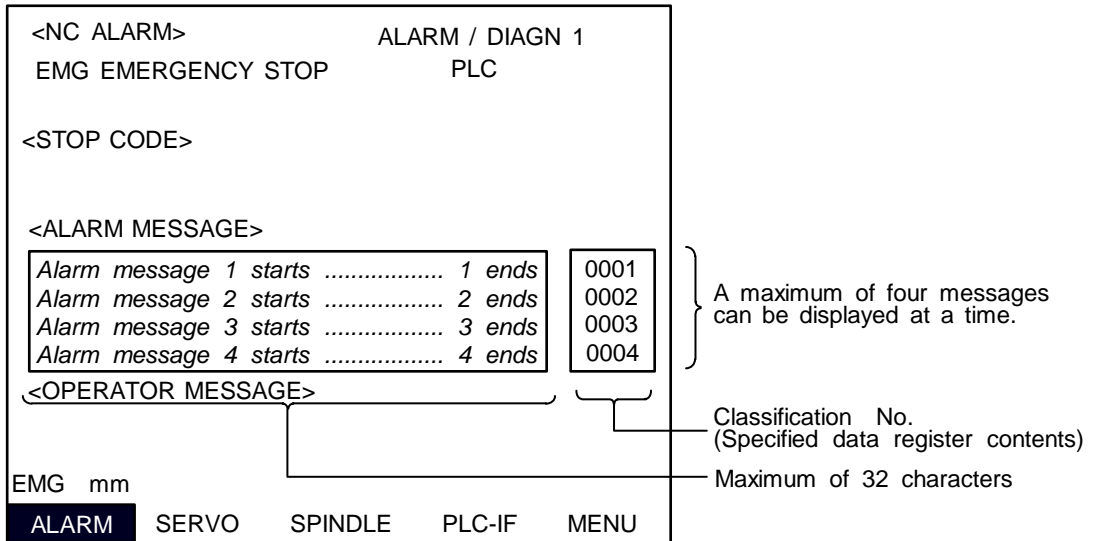 <NC ALARM>
ALARM / DIAGN 1
EMG EMERGENCY STOP
PLC
<STOP CODE>
<ALARM MESSAGE>
Alarm message 1 starts .................. 1 ends
0001
Alarm message 2 starts .................. 2 ends
0002
Alarm message 3 starts .................. 3 ends
0003
Alarm message 4 starts .................. 4 ends
0004
A maximum of four messages
can be displayed at a time.
<OPERATOR MESSAGE>
Classification No.
(Specified data register contents)
Maximum of 32 characters
EMG mm
ALARM SERVO SPINDLE PLC-IF MENU